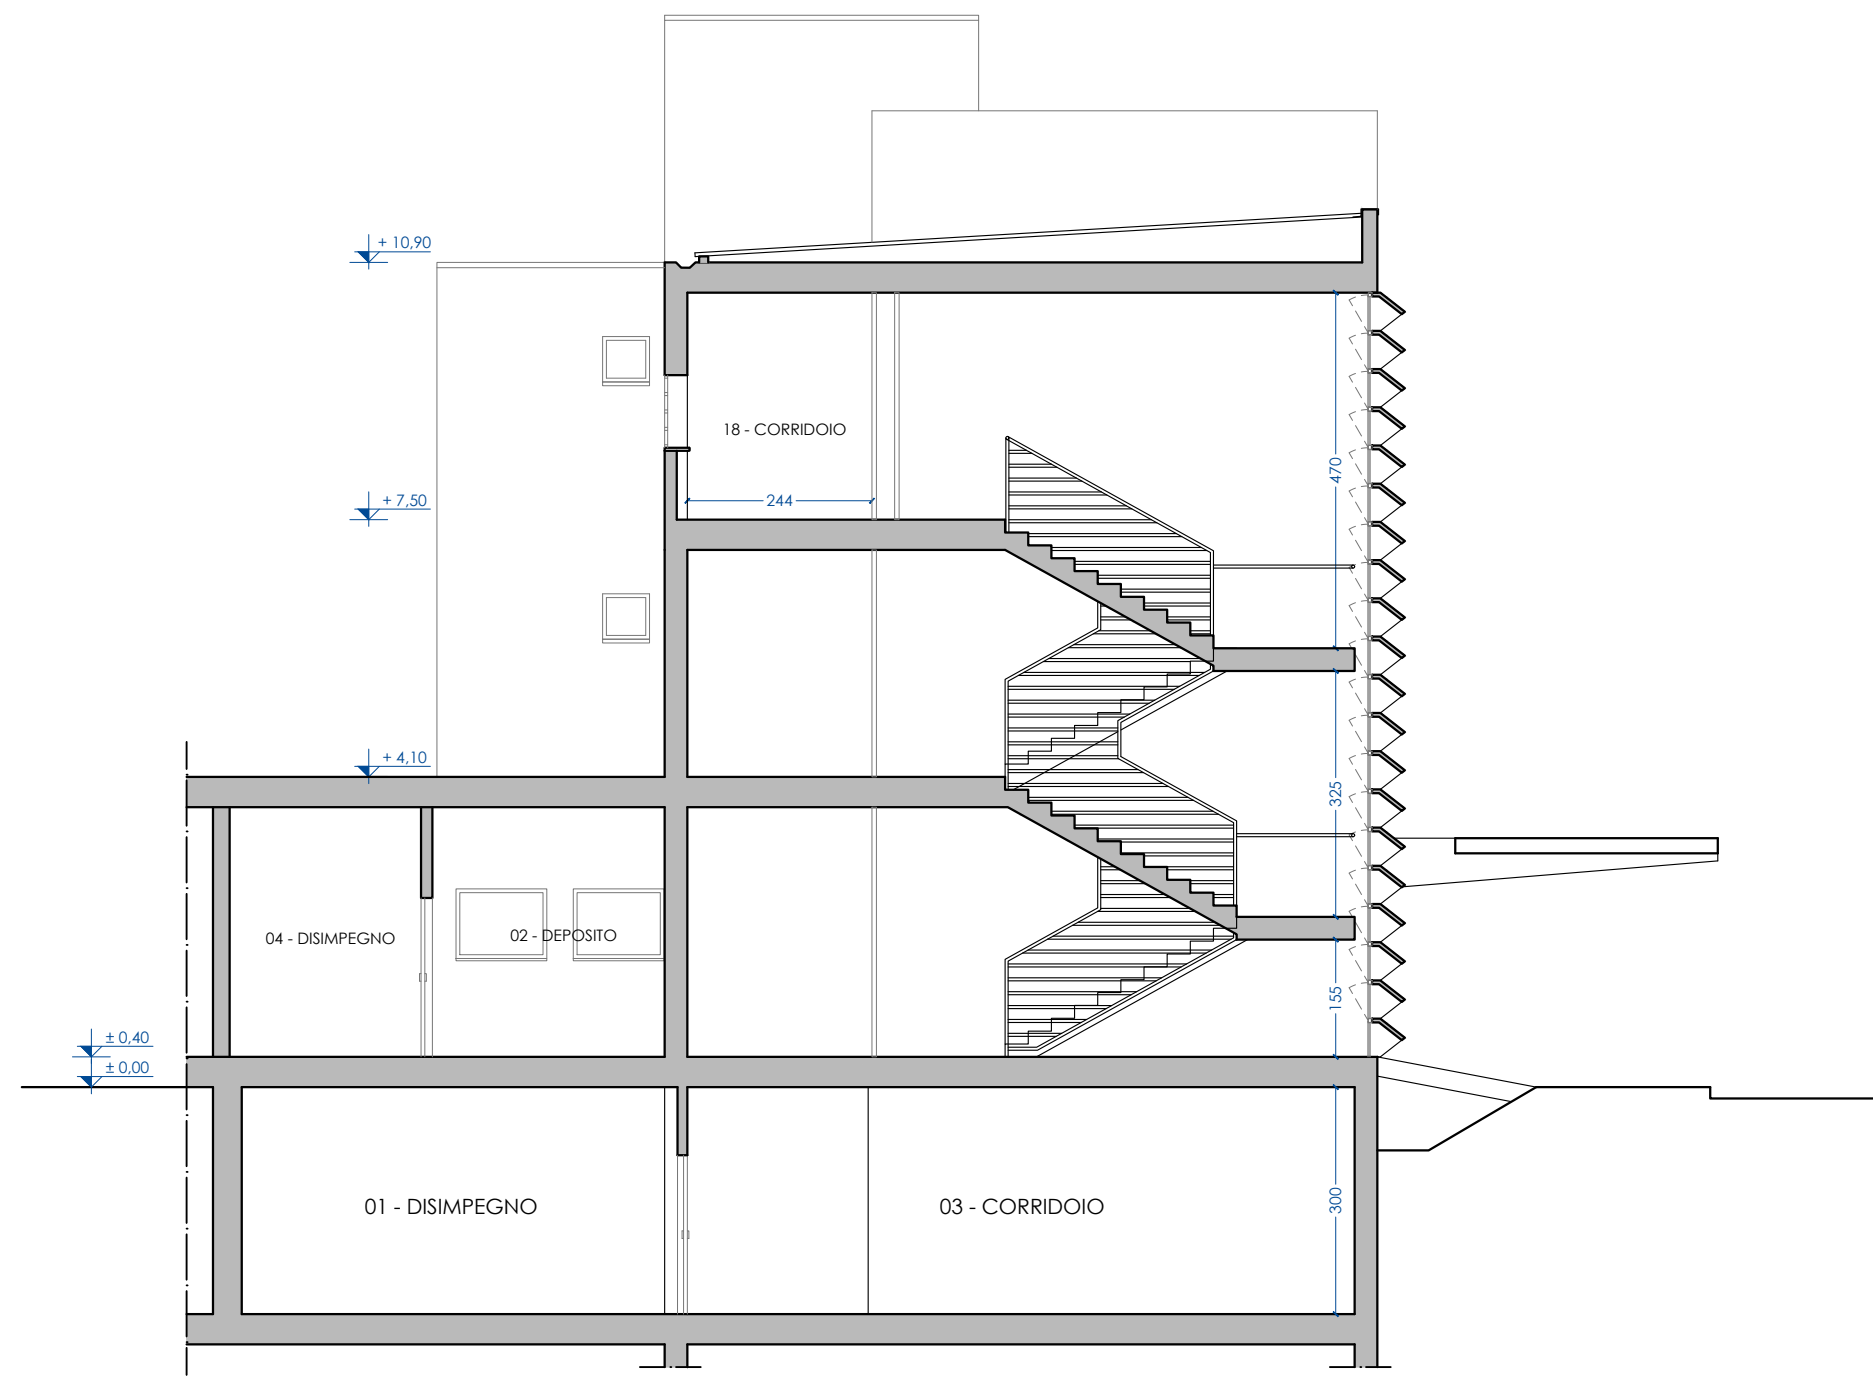 + 10,90
18 - CORRIDOIO
470
+ 7,50
244
+ 4,10
325
04 - DISIMPEGNO
02 - DEPOSITO
155
± 0,40
± 0,00
01 - DISIMPEGNO
03 - CORRIDOIO
300